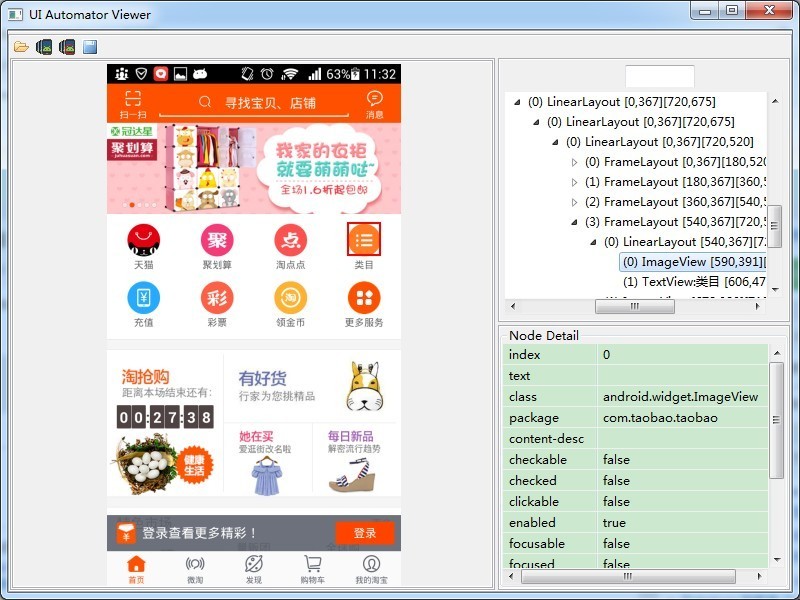 UI Automator Viewer
63% 11:32
扫一扫
寻找宝贝、店铺
消息
冠达星
聚划算
我家的衣柜
就要萌萌哒~
全场1.6折起包邮
天猫
聚
聚划算
点
淘点点
类目
充值
彩
彩票
淘
领金币
更多服务
淘抢购
距离本场结束还有:
00:27:38
健康
生活
有好货
行家为您挑精品
她在买
爱逛街改名啦
每日新品
解密流行趋势
登录查看更多精彩！
登录
首页
微淘
发现
购物车
我的淘宝
(0) LinearLayout [0,367][720,675]
(0) LinearLayout [0,367][720,675]
(0) LinearLayout [0,367][720,520]
(0) FrameLayout [0,367][180,520
(1) FrameLayout [180,367][360,5
(2) FrameLayout [360,367][540,5
(3) FrameLayout [540,367][720,5
(0) LinearLayout [540,367][7
(0) ImageView [590,391][
(1) TextView:类目 [606,47
Node Detail
index 0
text
class android.widget.ImageView
package com.taobao.taobao
content-desc
checkable false
checked false
clickable false
enabled true
focusable false
focused false